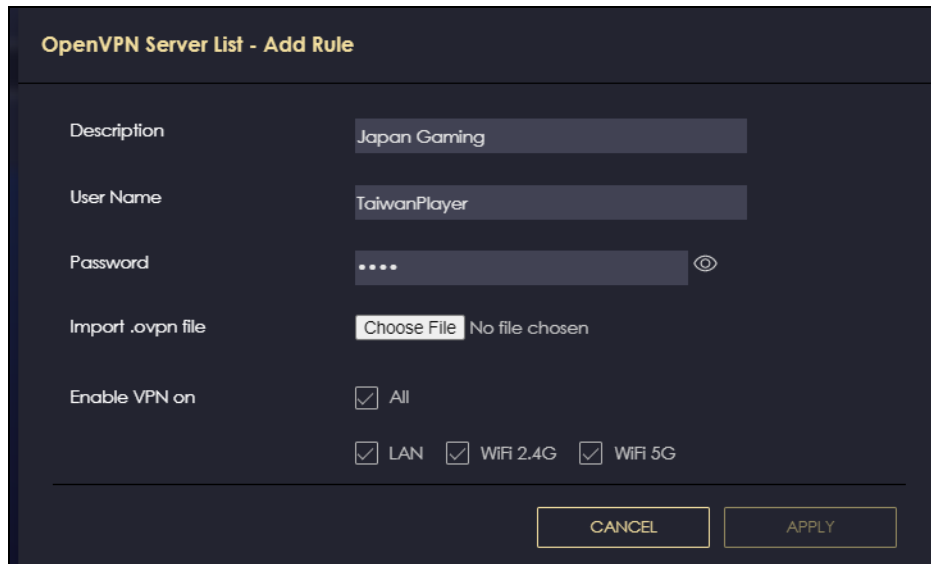 OpenVPN Server List - Add Rule
Description
Japan Gaming
User Name
TaiwanPlayer
Password
••••
Import .ovpn file
Choose File No file chosen
Enable VPN on
All
LAN WiFi 2.4G WiFi 5G
CANCEL APPLY